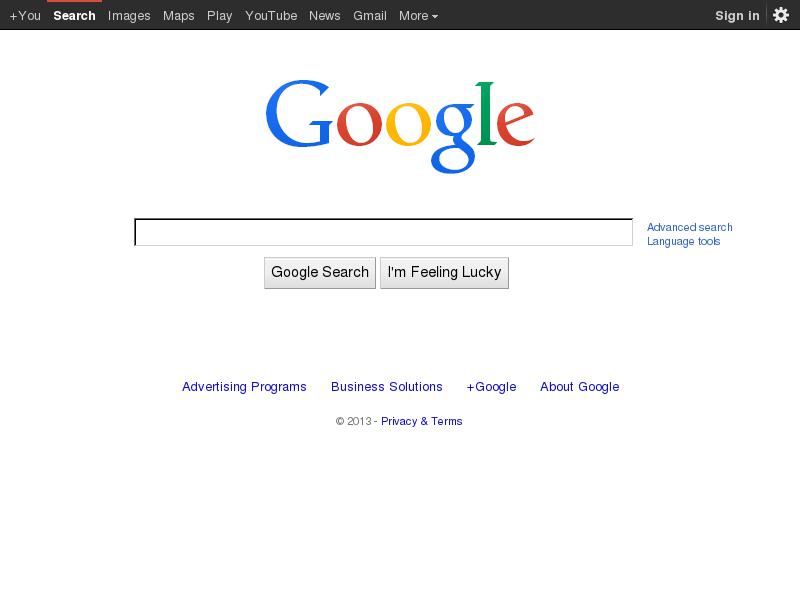 +You Search Images Maps Play YouTube News Gmail More Sign in
Google
Advanced search
Language tools
Google Search I'm Feeling Lucky
Advertising Programs Business Solutions +Google About Google
© 2013 - Privacy & Terms